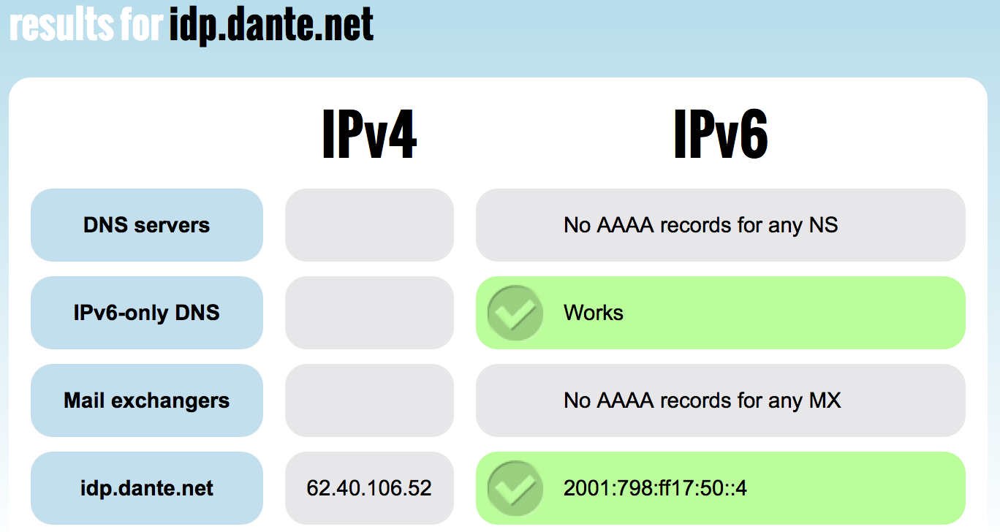 results for idp.dante.net
IPv4 IPv6
DNS servers No AAAA records for any NS
IPv6-only DNS Works
Mail exchangers No AAAA records for any MX
idp.dante.net 62.40.106.52 2001:798:ff17:50::4